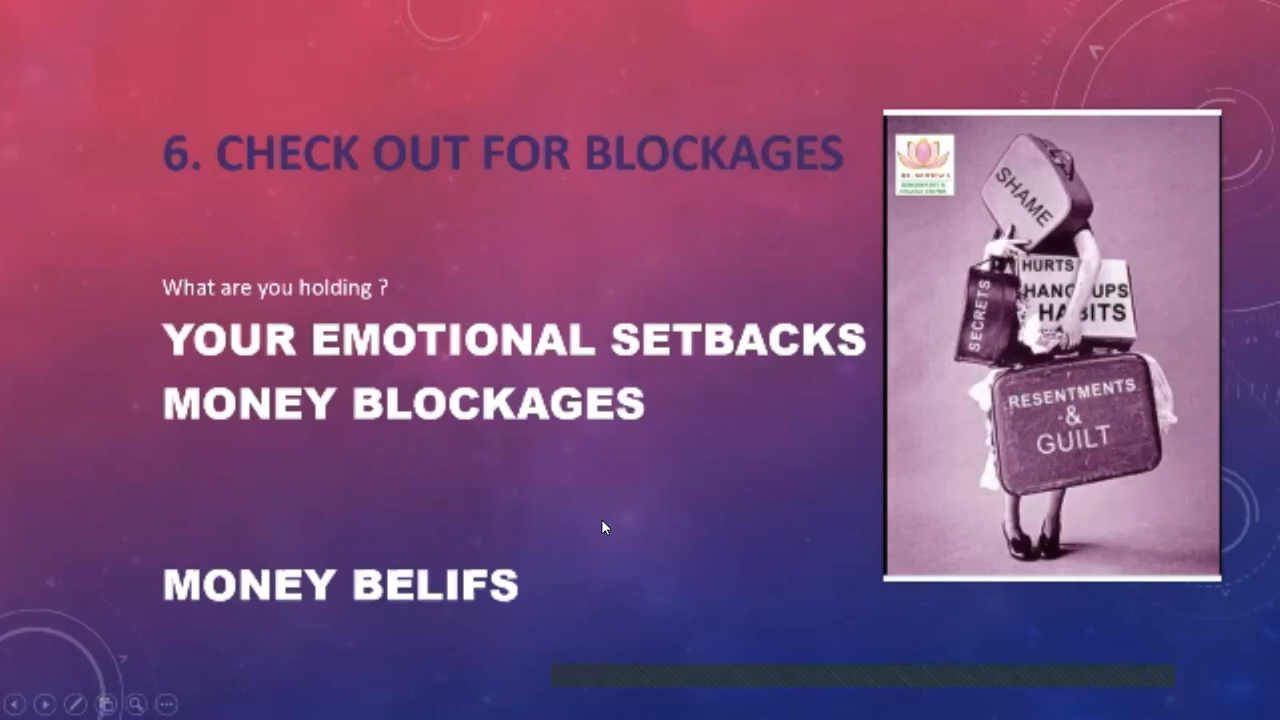 6. CHECK OUT FOR BLOCKAGES
What are you holding ?
YOUR EMOTIONAL SETBACKS
MONEY BLOCKAGES
MONEY BELIFS
SHAME
SECRETS
HURTS
HANG UPS
HABITS
RESENTMENTS
&
GUILT